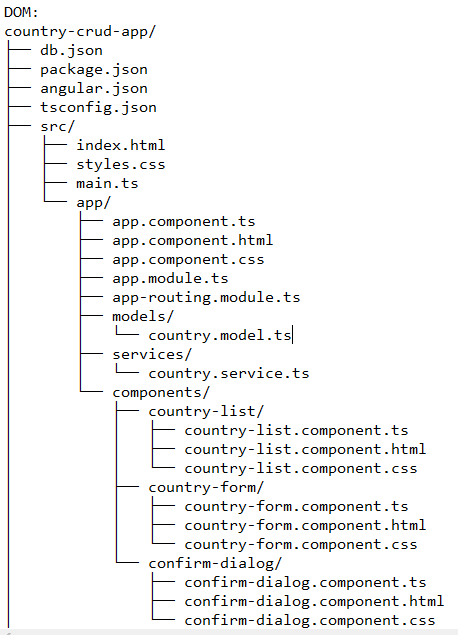 DOM:
country-crud-app/
├── db.json
├── package.json
├── angular.json
├── tsconfig.json
├── src/
│   ├── index.html
│   ├── styles.css
│   ├── main.ts
│   └── app/
│       ├── app.component.ts
│       ├── app.component.html
│       ├── app.component.css
│       ├── app.module.ts
│       ├── app-routing.module.ts
│       ├── models/
│       │   └── country.model.ts
│       ├── services/
│       │   └── country.service.ts
│       └── components/
│           ├── country-list/
│           │   ├── country-list.component.ts
│           │   ├── country-list.component.html
│           │   └── country-list.component.css
│           ├── country-form/
│           │   ├── country-form.component.ts
│           │   ├── country-form.component.html
│           │   └── country-form.component.css
│           └── confirm-dialog/
│               ├── confirm-dialog.component.ts
│               ├── confirm-dialog.component.html
│               └── confirm-dialog.component.css